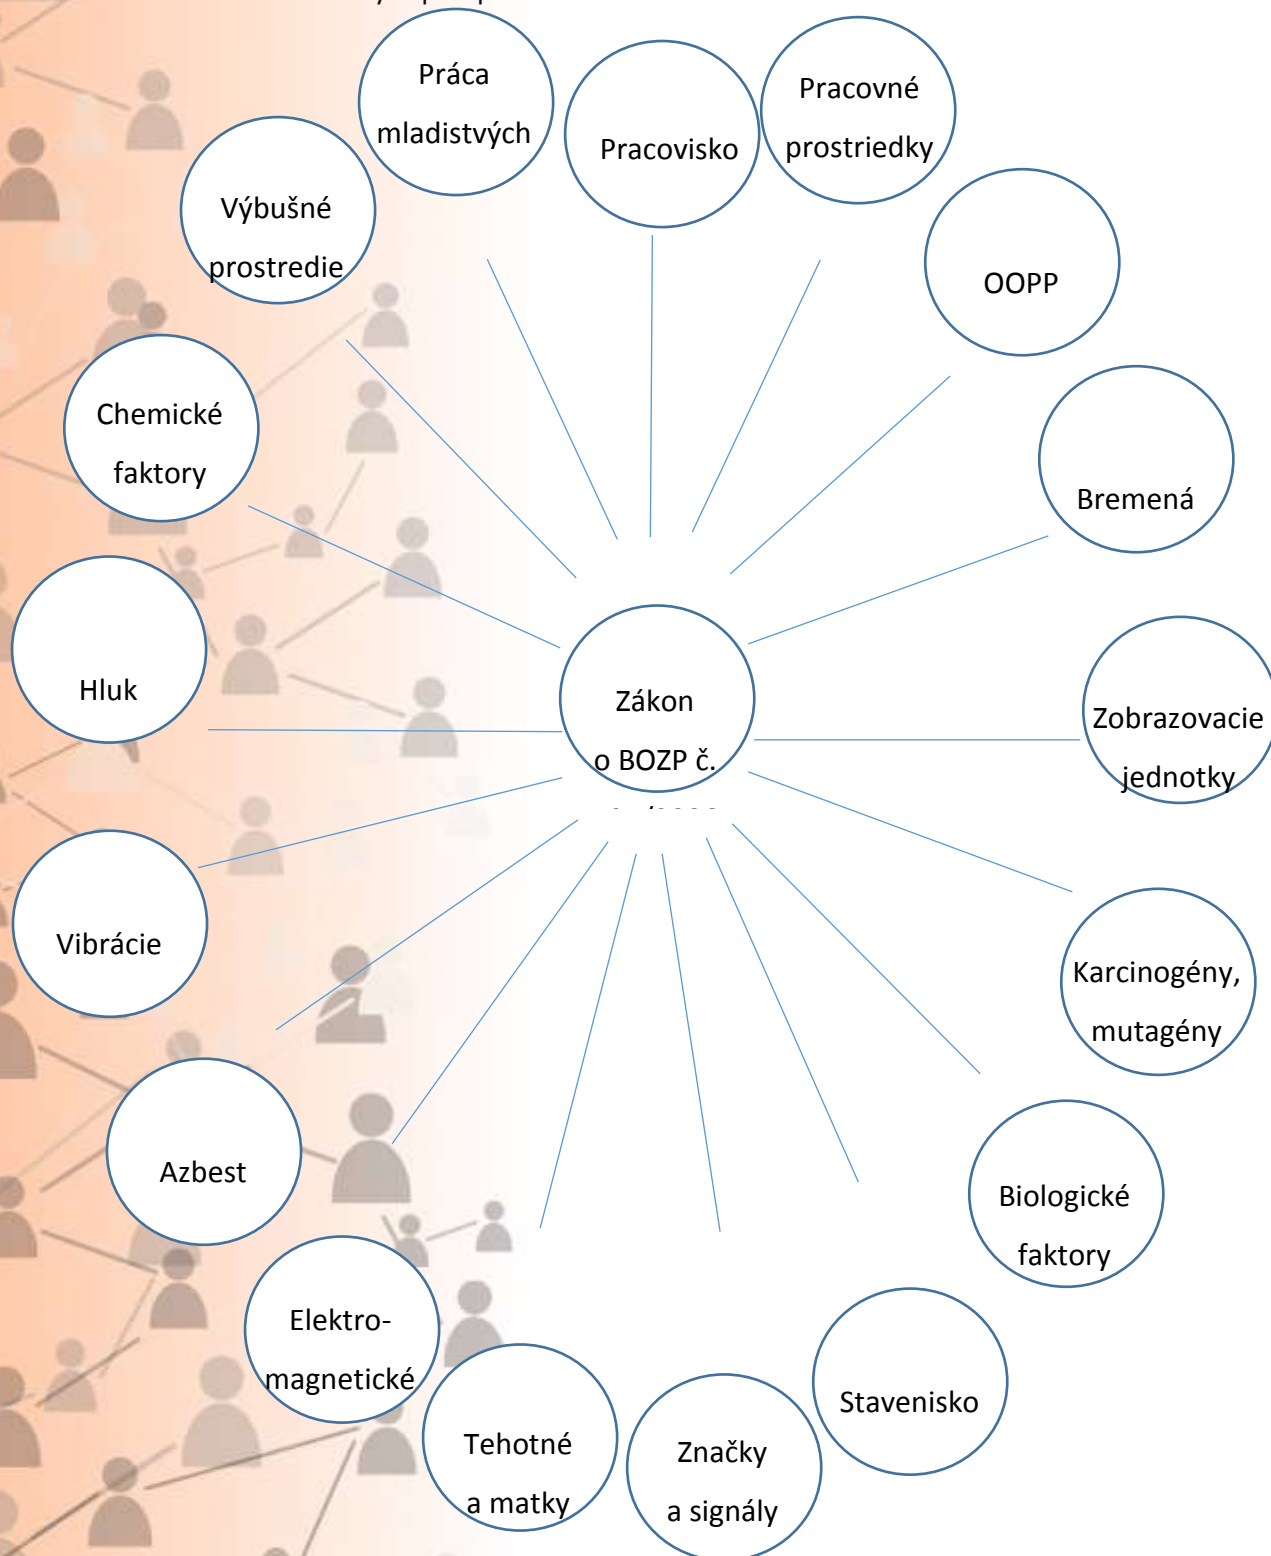 Práca
mladistvých
Pracovisko
Pracovné
prostriedky
OOPP
Bremená
Zobrazovacie
jednotky
Karcinogény,
mutagény
Biologické
faktory
Stavenisko
Značky
a signály
Tehotné
a matky
Elektro-
magnetické
Azbest
Vibrácie
Hluk
Chemické
faktory
Výbušné
prostredie
Zákon
o BOZP č.